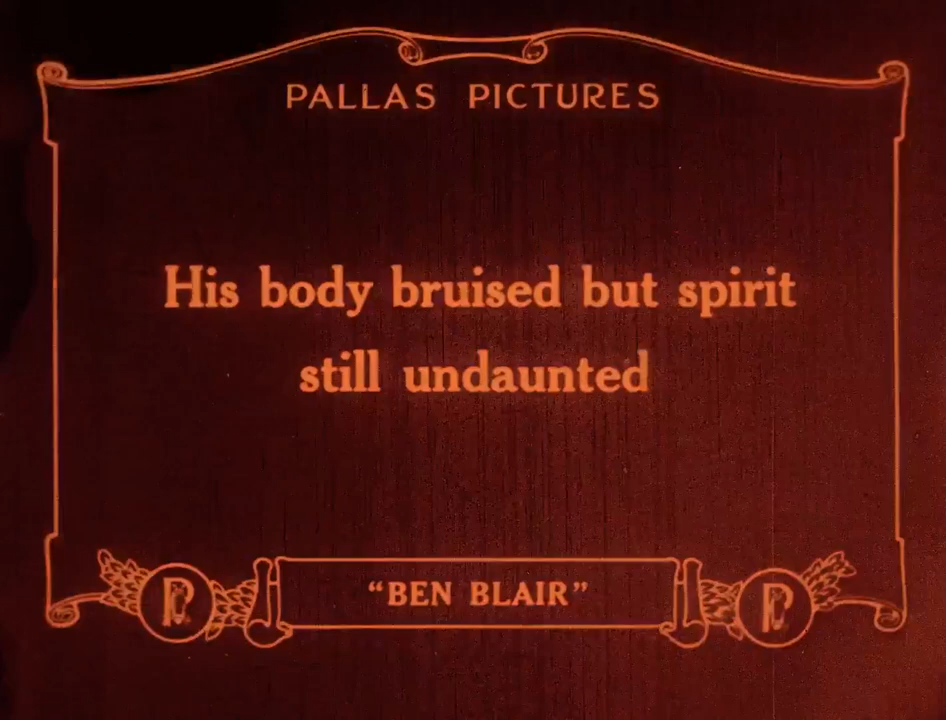 PALLAS PICTURES
His body bruised but spirit
still undaunted
"BEN BLAIR"